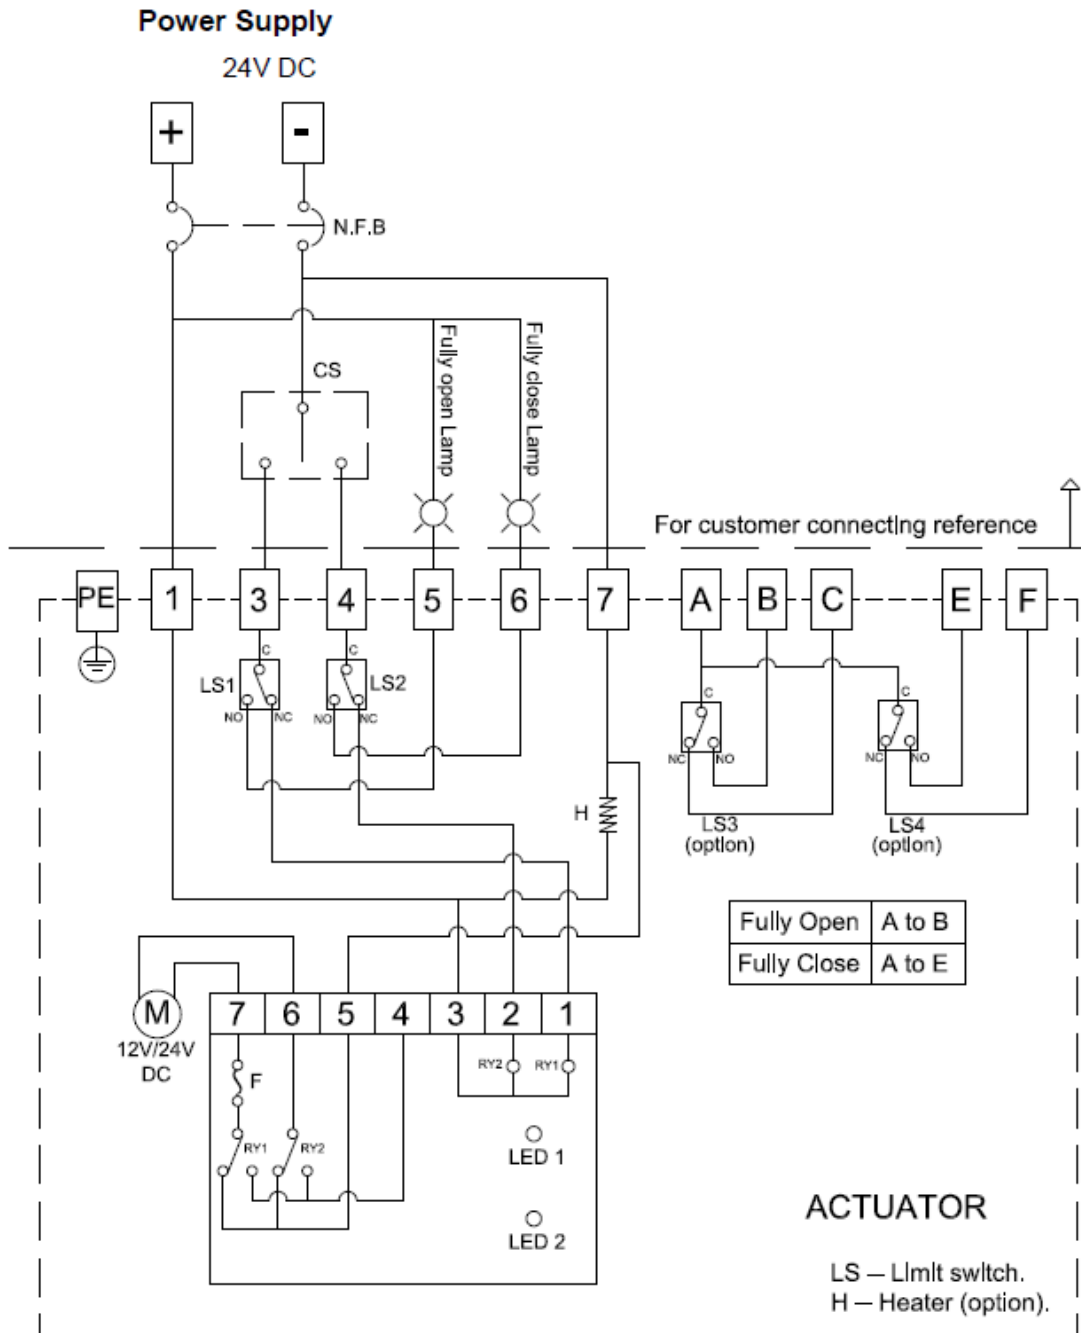 Power Supply
24V DC
+ -
N.F.B
CS
Fully open Lamp
Fully close Lamp
For customer connecting reference
PE 1 3 4 5 6 7 A B C E F
C C
LS1 LS2
NO NC NO NC
C C
NC NO NC NO
H
LS3
(option)
LS4
(option)
Fully Open A to B
Fully Close A to E
M
12V/24V
DC
7 6 5 4 3 2 1
RY2 RY1
F
RY1 RY2
LED 1
LED 2
ACTUATOR
LS — Limit switch.
H — Heater (option).